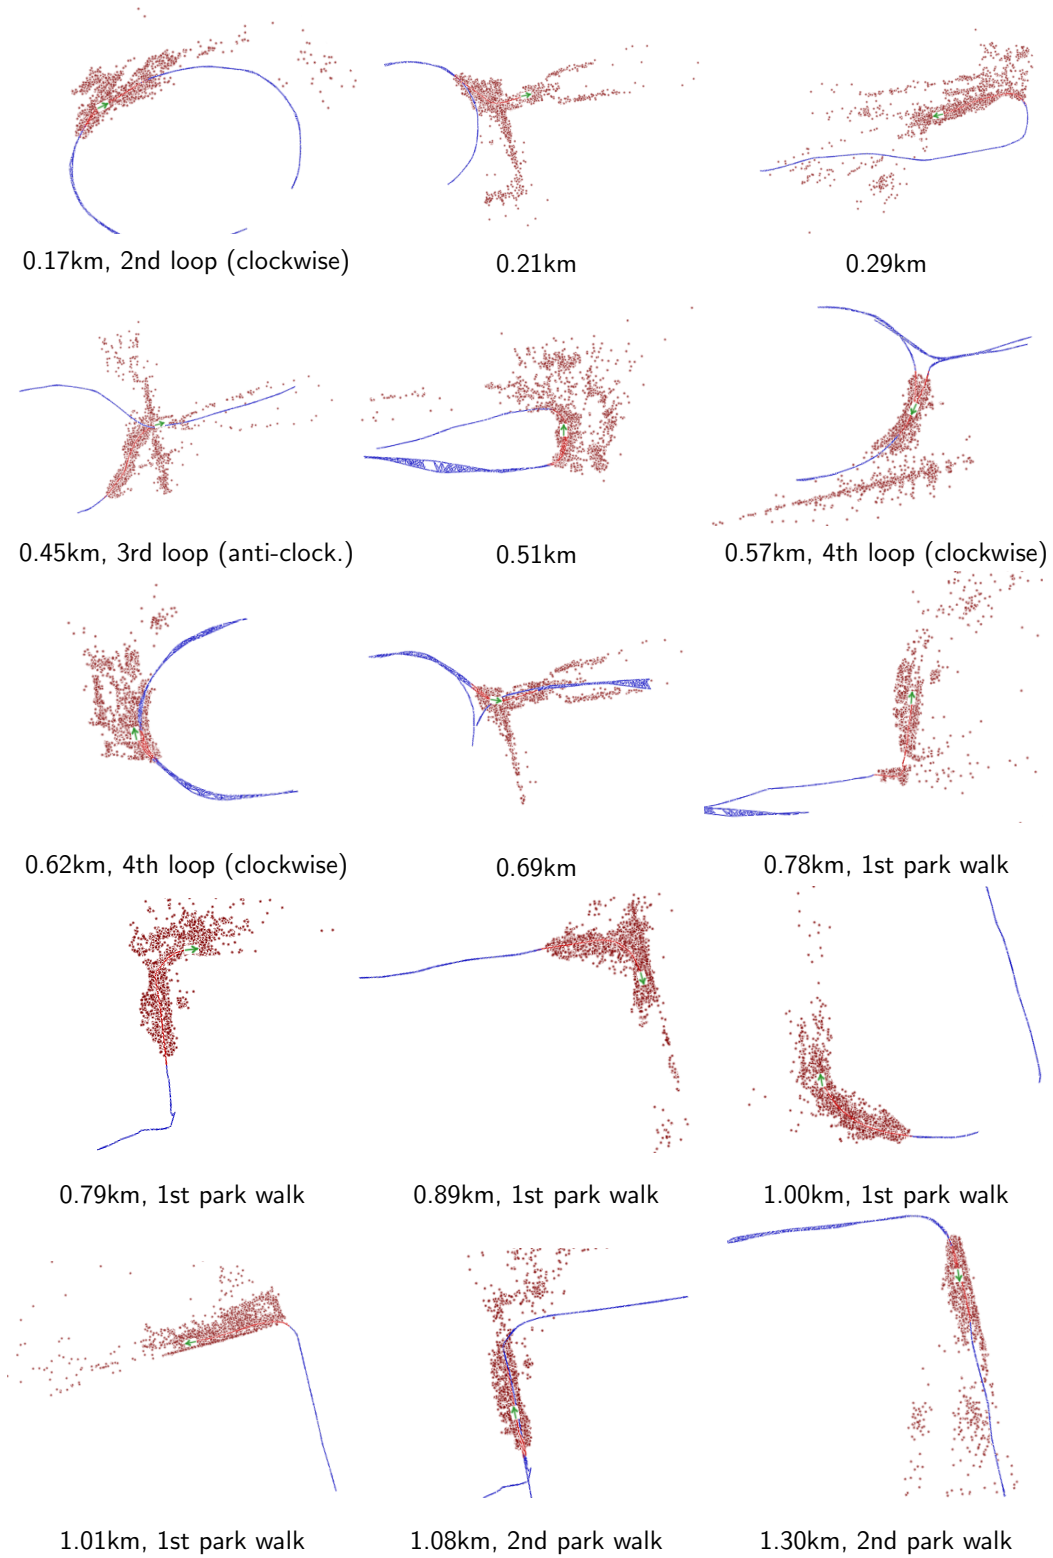 0.17km, 2nd loop (clockwise)
0.21km
0.29km
0.45km, 3rd loop (anti-clock.)
0.51km
0.57km, 4th loop (clockwise)
0.62km, 4th loop (clockwise)
0.69km
0.78km, 1st park walk
0.79km, 1st park walk
0.89km, 1st park walk
1.00km, 1st park walk
1.01km, 1st park walk
1.08km, 2nd park walk
1.30km, 2nd park walk